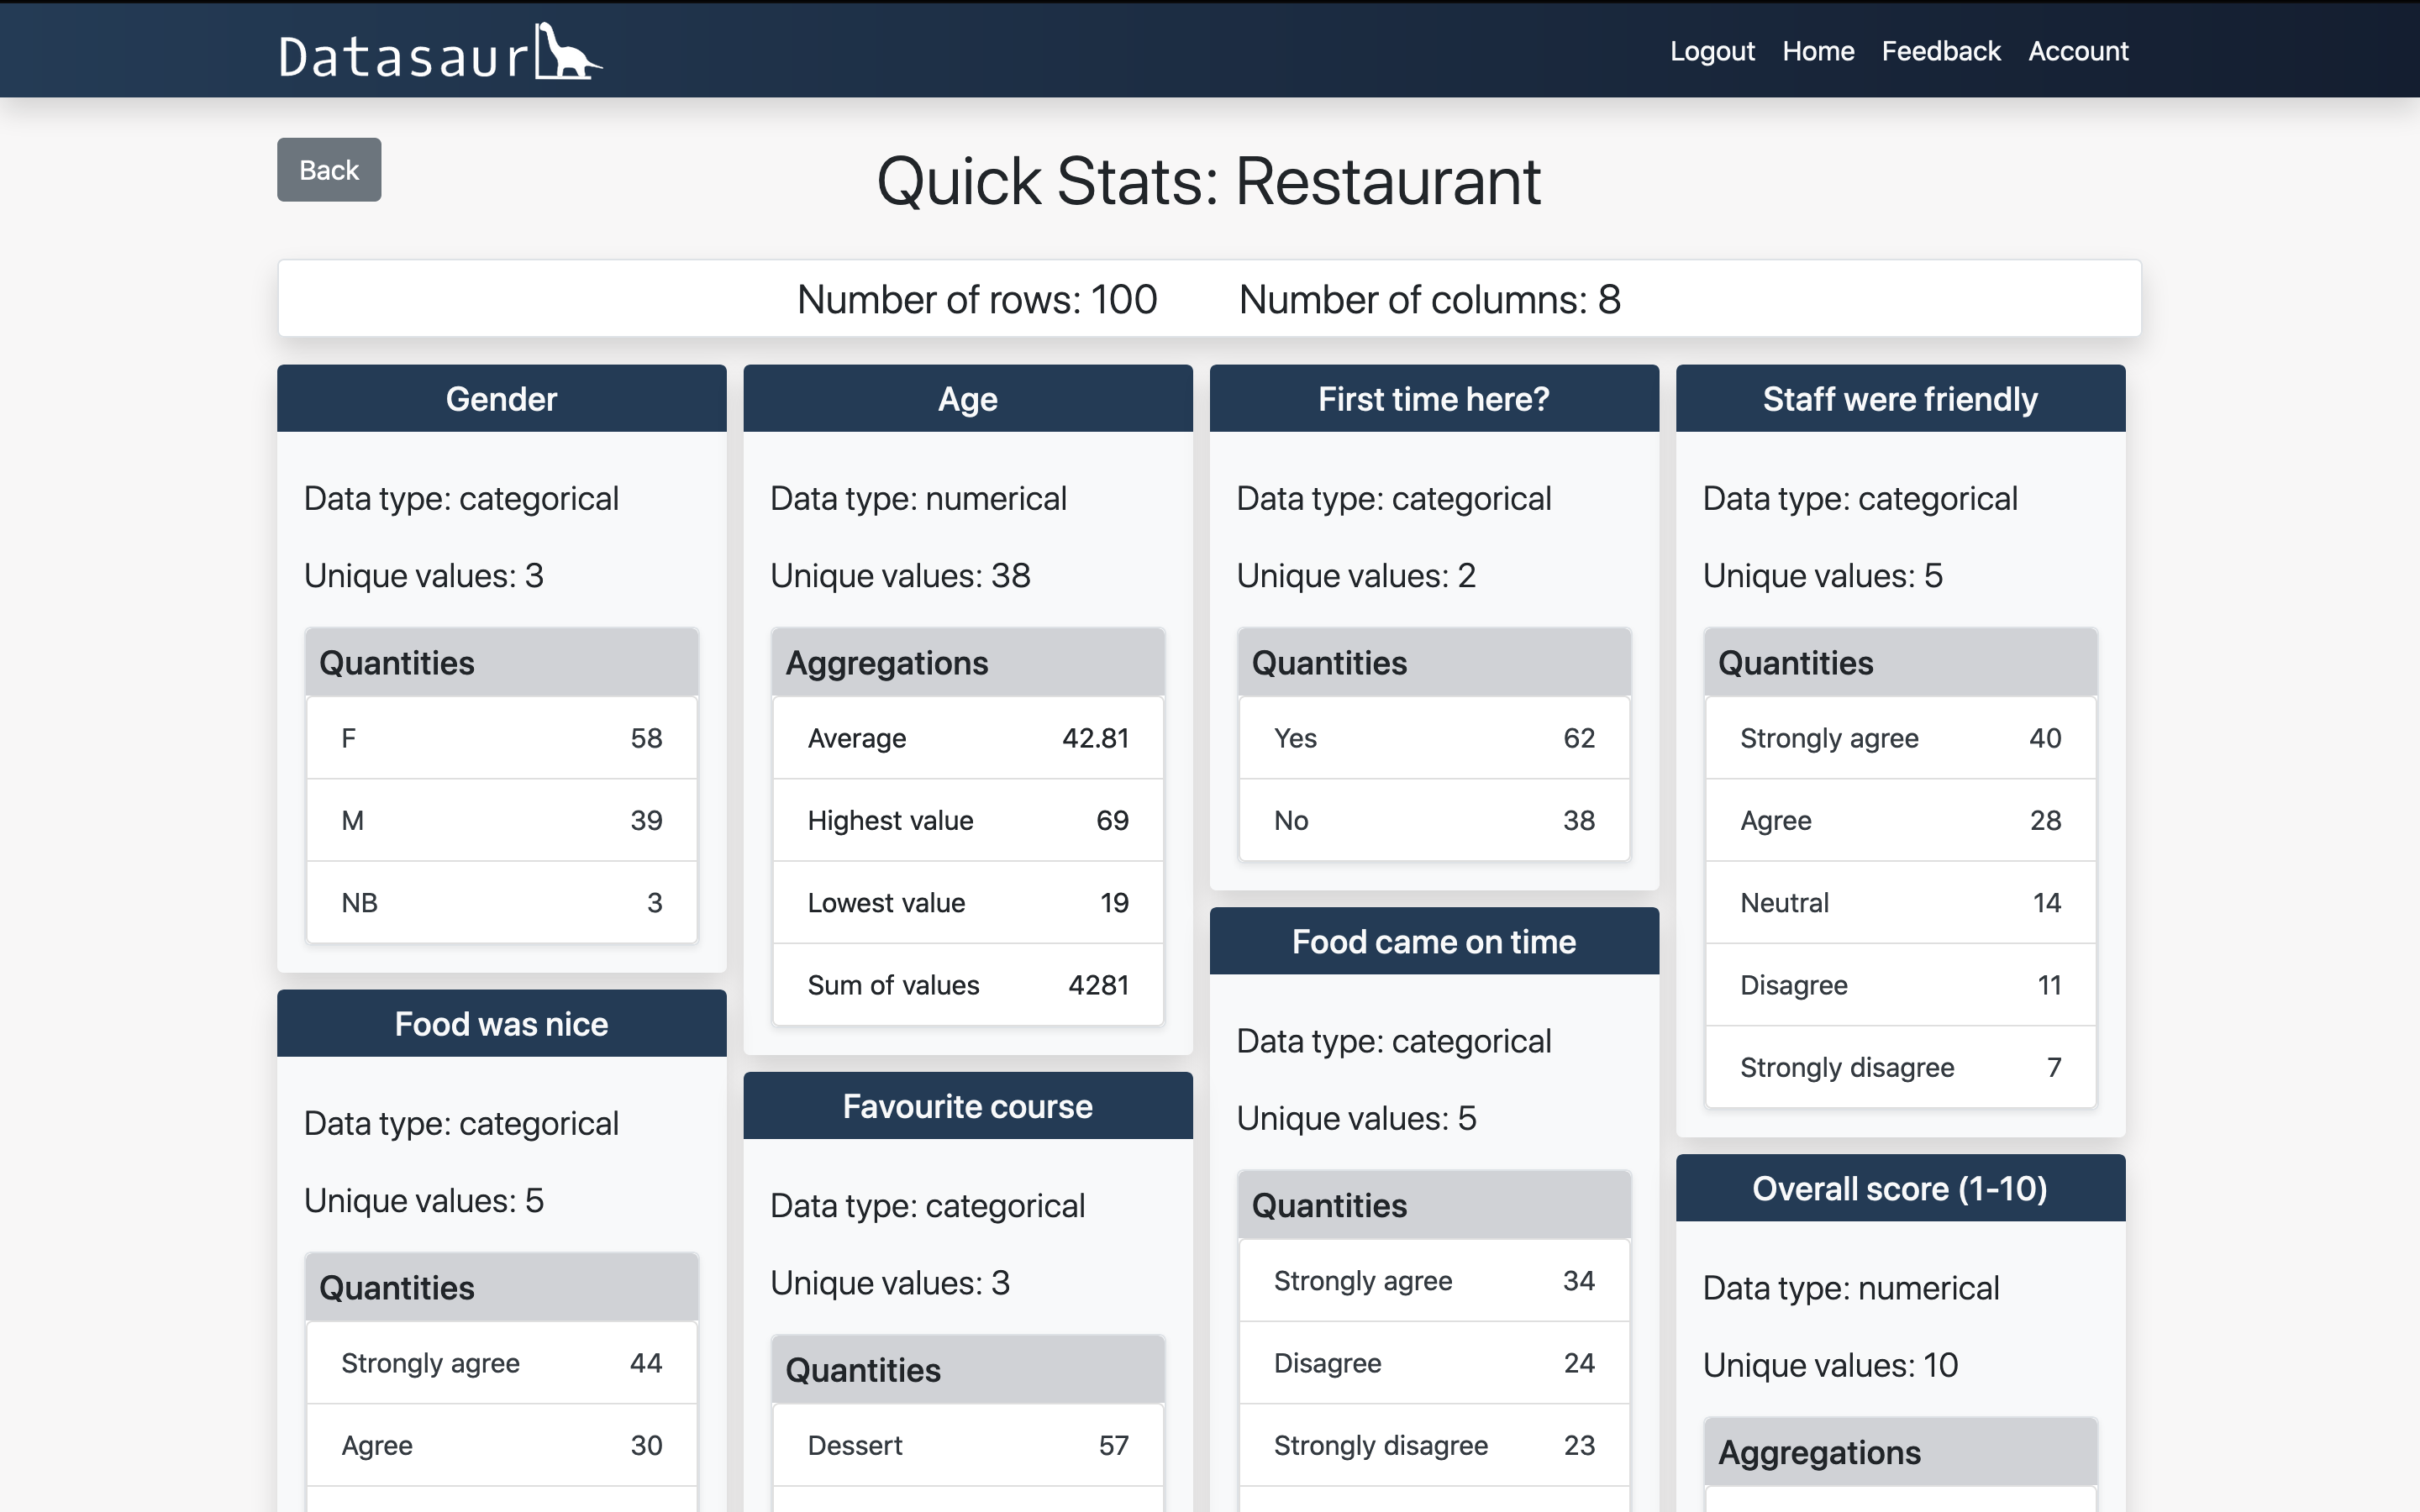 Datasaur
Logout Home Feedback Account
Back
Quick Stats: Restaurant
Number of rows: 100 Number of columns: 8
Gender
Data type: categorical
Unique values: 3
Quantities
F 58
M 39
NB 3
Food was nice
Data type: categorical
Unique values: 5
Quantities
Strongly agree 44
Agree 30
Age
Data type: numerical
Unique values: 38
Aggregations
Average 42.81
Highest value 69
Lowest value 19
Sum of values 4281
Favourite course
Data type: categorical
Unique values: 3
Quantities
Dessert 57
First time here?
Data type: categorical
Unique values: 2
Quantities
Yes 62
No 38
Food came on time
Data type: categorical
Unique values: 5
Quantities
Strongly agree 34
Disagree 24
Strongly disagree 23
Staff were friendly
Data type: categorical
Unique values: 5
Quantities
Strongly agree 40
Agree 28
Neutral 14
Disagree 11
Strongly disagree 7
Overall score (1-10)
Data type: numerical
Unique values: 10
Aggregations